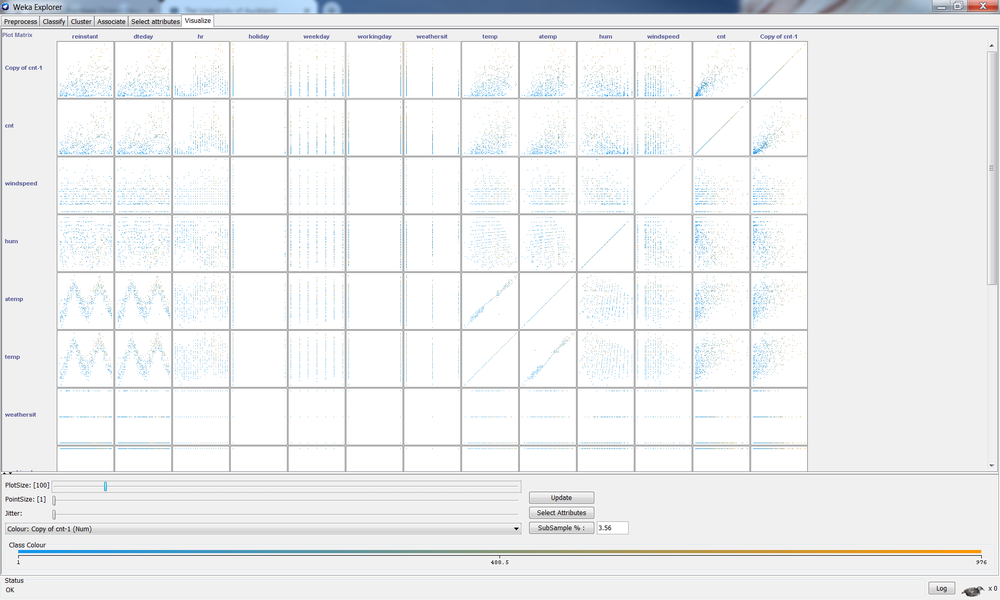 Weka Explorer
Preprocess Classify Cluster Associate Select attributes Visualize
Plot Matrix reinstant dteday hr holiday weekday workingday weathersit temp atemp hum windspeed cnt Copy of cnt-1
Copy of cnt-1
cnt
windspeed
hum
atemp
temp
weathersit
PlotSize: [100]
PointSize: [1]
Jitter:
Colour: Copy of cnt-1 (Num)
Update
Select Attributes
SubSample % : 3.56
Class Colour
1 488.5 976
Status
OK
Log x 0